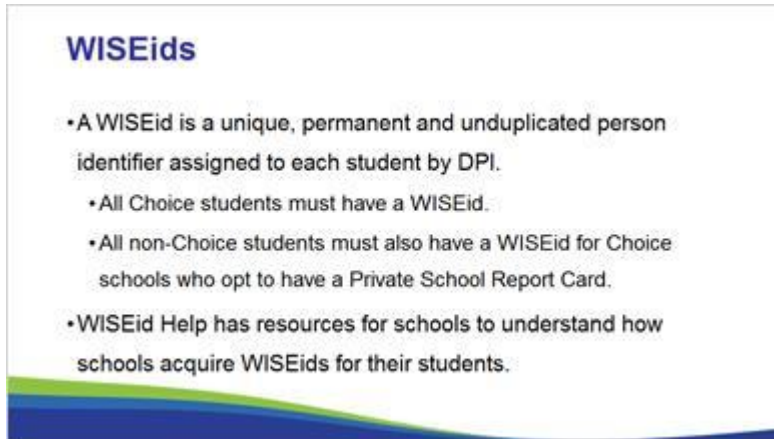 WISEids
•A WISEid is a unique, permanent and unduplicated person
identifier assigned to each student by DPI.
•All Choice students must have a WISEid.
•All non-Choice students must also have a WISEid for Choice
schools who opt to have a Private School Report Card.
•WISEid Help has resources for schools to understand how
schools acquire WISEids for their students.